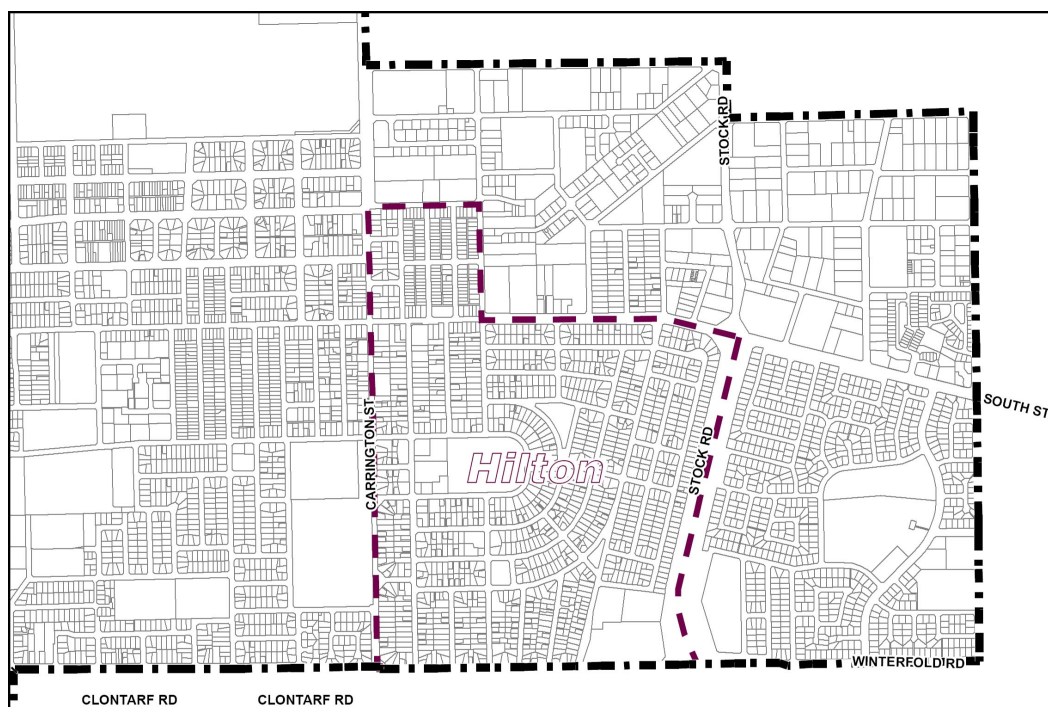 STOCK RD
SOUTH ST
CARRINGTON ST
Hilton
STOCK RD
WINTERFOLD RD
CLONTARF RD
CLONTARF RD